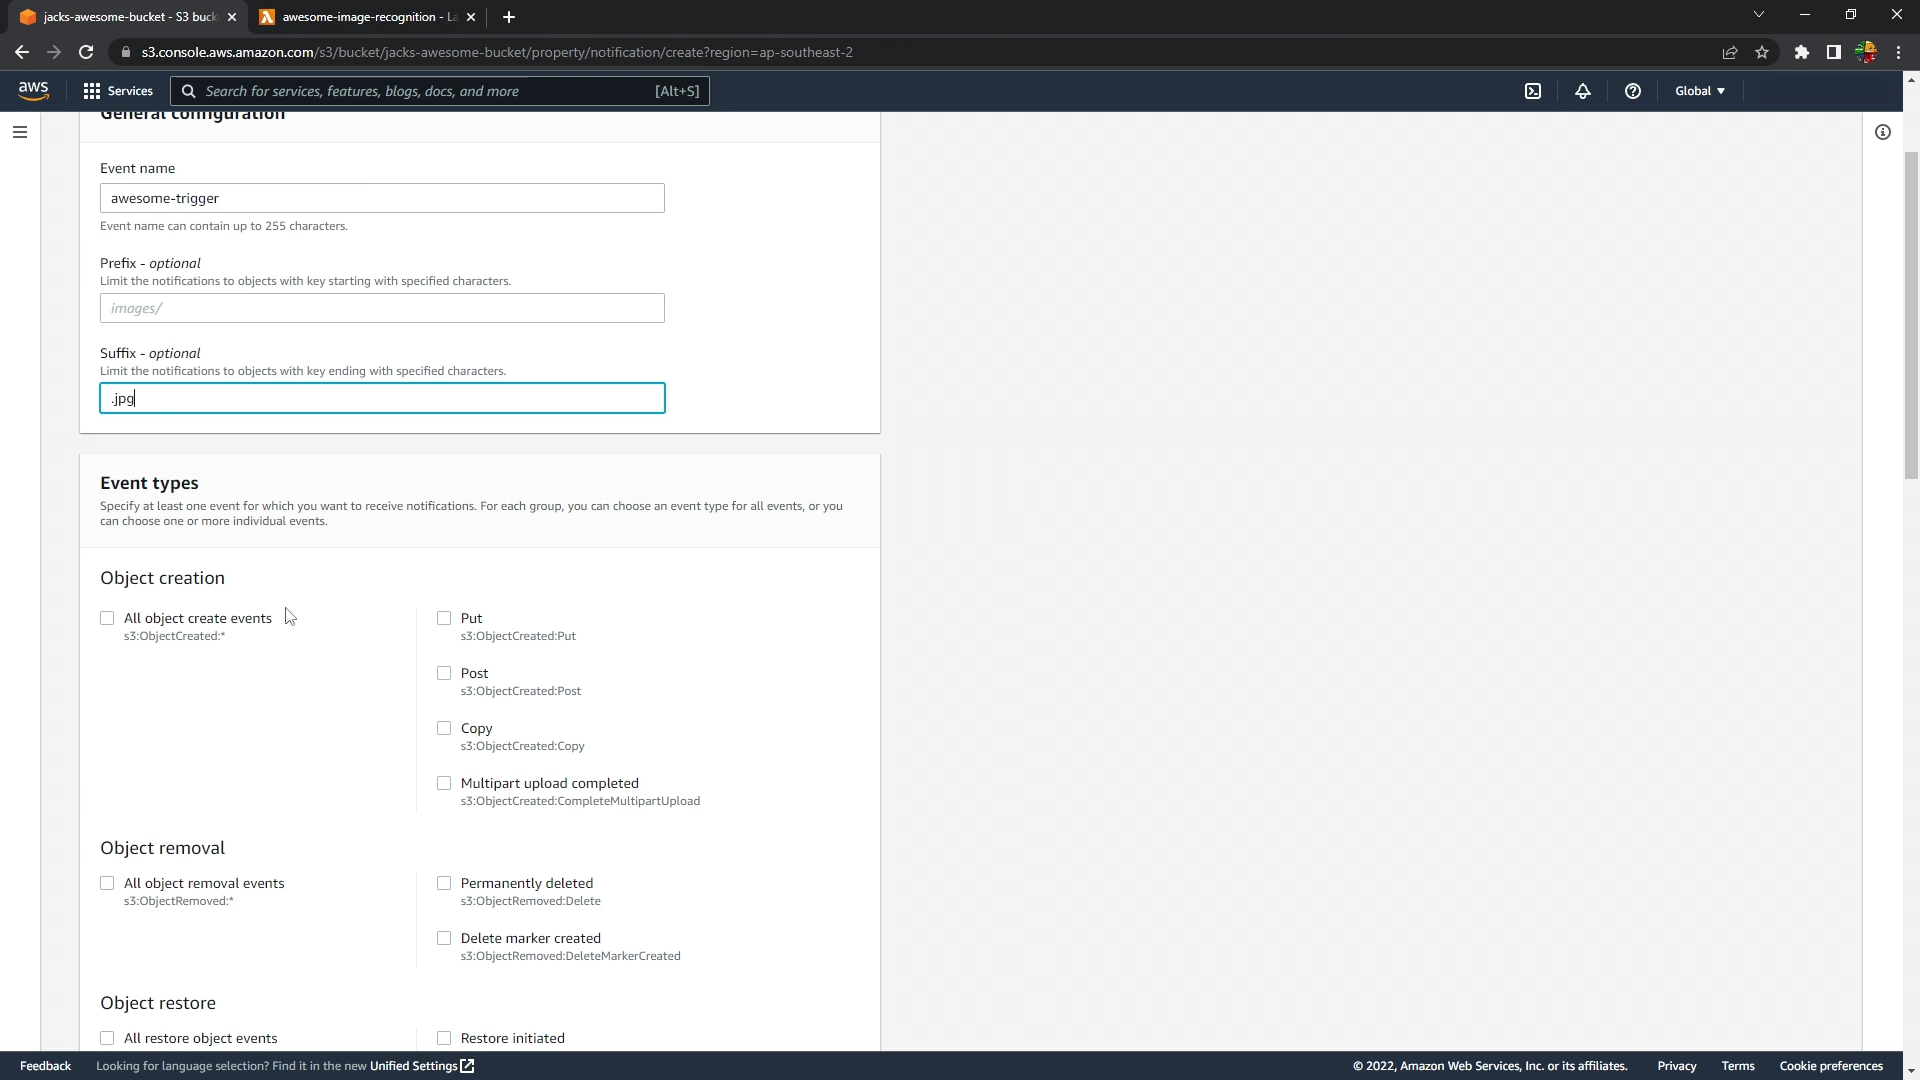 jacks-awesome-bucket - S3 buck
awesome-image-recognition - La
s3.console.aws.amazon.com/s3/bucket/jacks-awesome-bucket/property/notification/create?region=ap-southeast-2
aws
Services
Search for services, features, blogs, docs, and more
[Alt+S]
Global
General configuration
Event name
awesome-trigger
Event name can contain up to 255 characters.
Prefix - optional
Limit the notifications to objects with key starting with specified characters.
images/
Suffix - optional
Limit the notifications to objects with key ending with specified characters.
.jpg
Event types
Specify at least one event for which you want to receive notifications. For each group, you can choose an event type for all events, or you
can choose one or more individual events.
Object creation
All object create events
s3:ObjectCreated:*
Put
s3:ObjectCreated:Put
Post
s3:ObjectCreated:Post
Copy
s3:ObjectCreated:Copy
Multipart upload completed
s3:ObjectCreated:CompleteMultipartUpload
Object removal
All object removal events
s3:ObjectRemoved:*
Permanently deleted
s3:ObjectRemoved:Delete
Delete marker created
s3:ObjectRemoved:DeleteMarkerCreated
Object restore
All restore object events
Restore initiated
Feedback
Looking for language selection? Find it in the new Unified Settings
© 2022, Amazon Web Services, Inc. or its affiliates.
Privacy
Terms
Cookie preferences